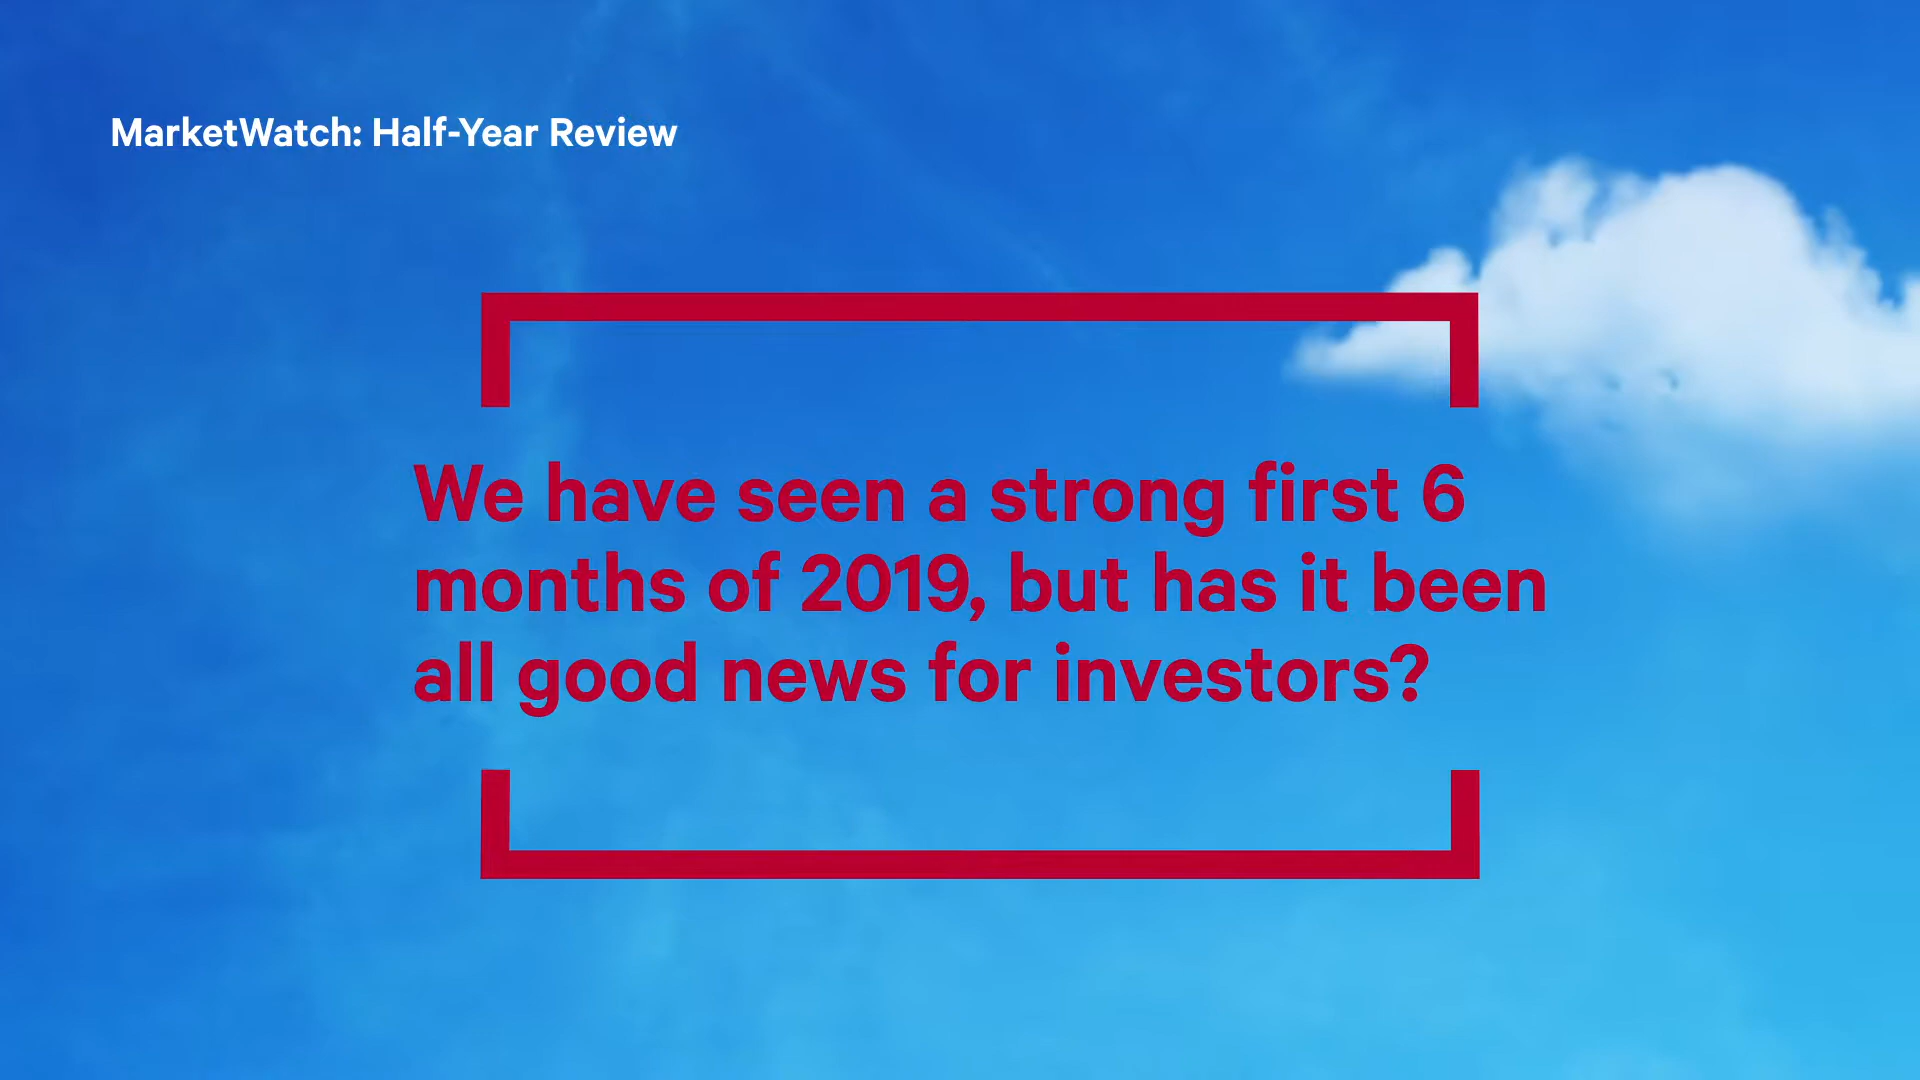 MarketWatch: Half-Year Review
We have seen a strong first 6
months of 2019, but has it been
all good news for investors?